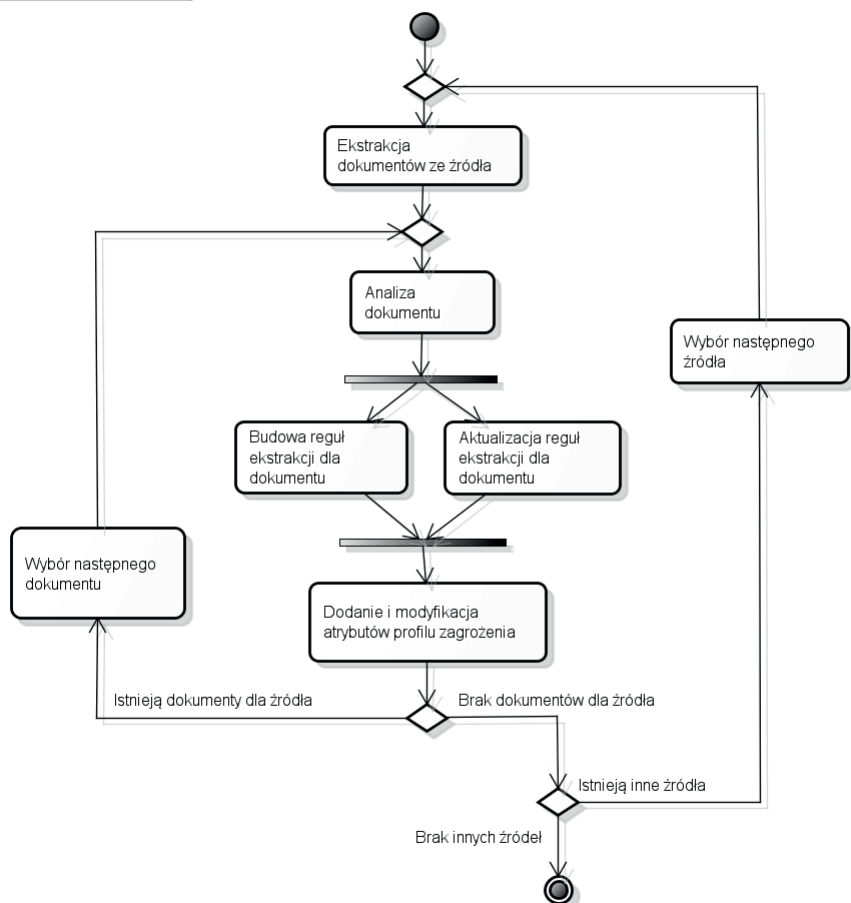 Ekstrakcja
dokumentów ze źródła
Analiza
dokumentu
Wybór następnego
źródła
Budowa reguł
ekstrakcji dla
dokumentu
Aktualizacja reguł
ekstrakcji dla
dokumentu
Wybór następnego
dokumentu
Dodanie i modyfikacja
atrybutów profilu zagrożenia
Istnieją dokumenty dla źródła
Brak dokumentów dla źródła
Istnieją inne źródła
Brak innych źródeł